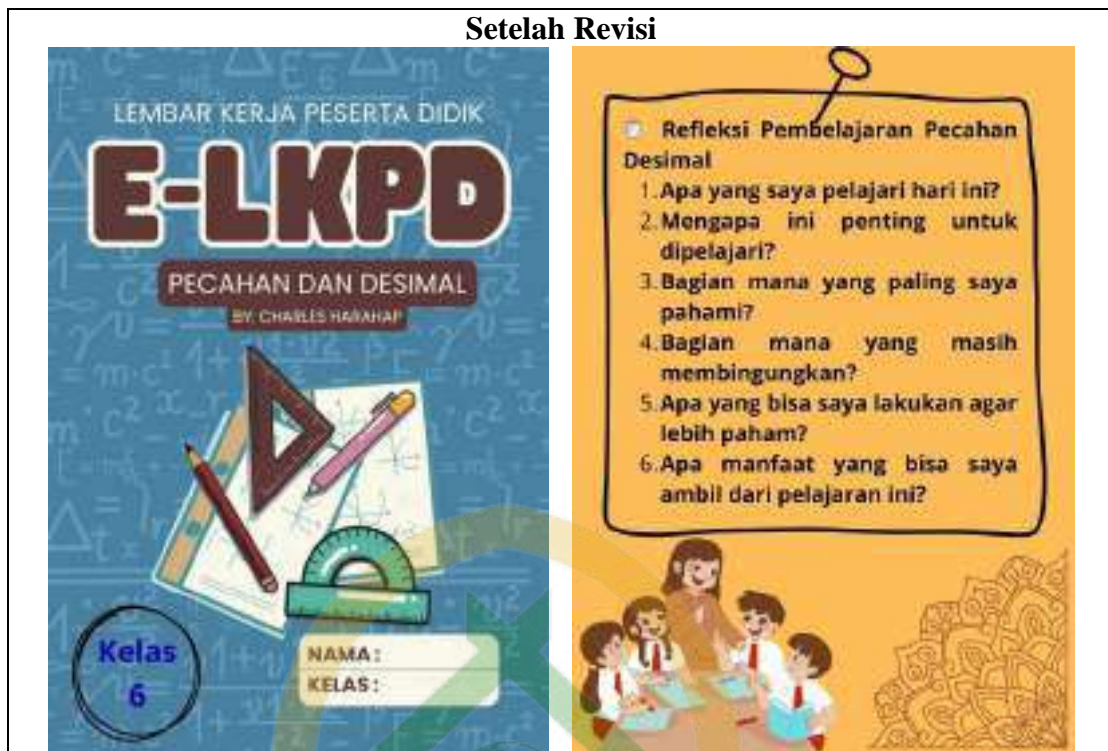 Setelah Revisi
LEMBAR KERJA PESERTA DIDIK
E-LKPD
PECAHAN DAN DESIMAL
BY. CHARLES HARAHAP
Kelas
6
NAMA :
KELAS :
Refleksi Pembelajaran Pecahan
Desimal
1. Apa yang saya pelajari hari ini?
2. Mengapa ini penting untuk
dipelajari?
3. Bagian mana yang paling saya
pahami?
4. Bagian mana yang masih
membingungkan?
5. Apa yang bisa saya lakukan agar
lebih paham?
6. Apa manfaat yang bisa saya
ambil dari pelajaran ini?